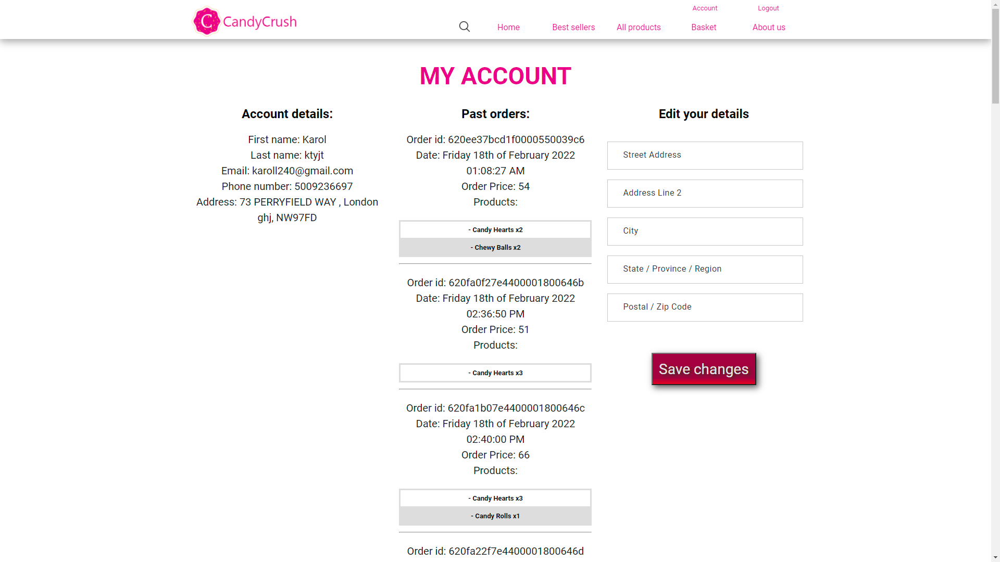 C CandyCrush
Account
Logout
Home
Best sellers
All products
Basket
About us
MY ACCOUNT
Account details:
First name: Karol
Last name: ktyjt
Email: karoll240@gmail.com
Phone number: 5009236697
Address: 73 PERRYFIELD WAY , London
ghj, NW97FD
Past orders:
Order id: 620ee37bcd1f0000550039c6
Date: Friday 18th of February 2022
01:08:27 AM
Order Price: 54
Products:
- Candy Hearts x2
- Chewy Balls x2
Order id: 620fa0f27e4400001800646b
Date: Friday 18th of February 2022
02:36:50 PM
Order Price: 51
Products:
- Candy Hearts x3
Order id: 620fa1b07e4400001800646c
Date: Friday 18th of February 2022
02:40:00 PM
Order Price: 66
Products:
- Candy Hearts x3
- Candy Rolls x1
Order id: 620fa22f7e4400001800646d
Edit your details
Street Address
Address Line 2
City
State / Province / Region
Postal / Zip Code
Save changes